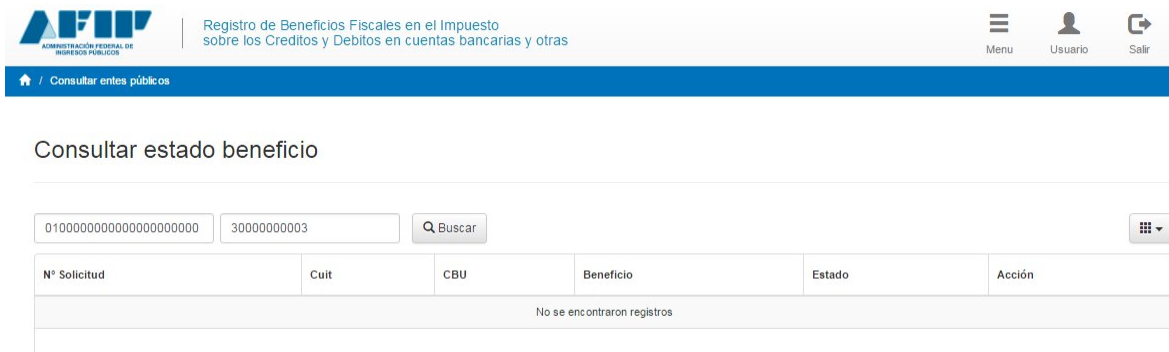 AFIP
ADMINISTRACIÓN FEDERAL DE
INGRESOS PÚBLICOS
Registro de Beneficios Fiscales en el Impuesto
sobre los Creditos y Debitos en cuentas bancarias y otras
Menu Usuario Salir
/ Consultar entes públicos
Consultar estado beneficio
0100000000000000000000 30000000003 Buscar
Nº Solicitud Cuit CBU Beneficio Estado Acción
No se encontraron registros